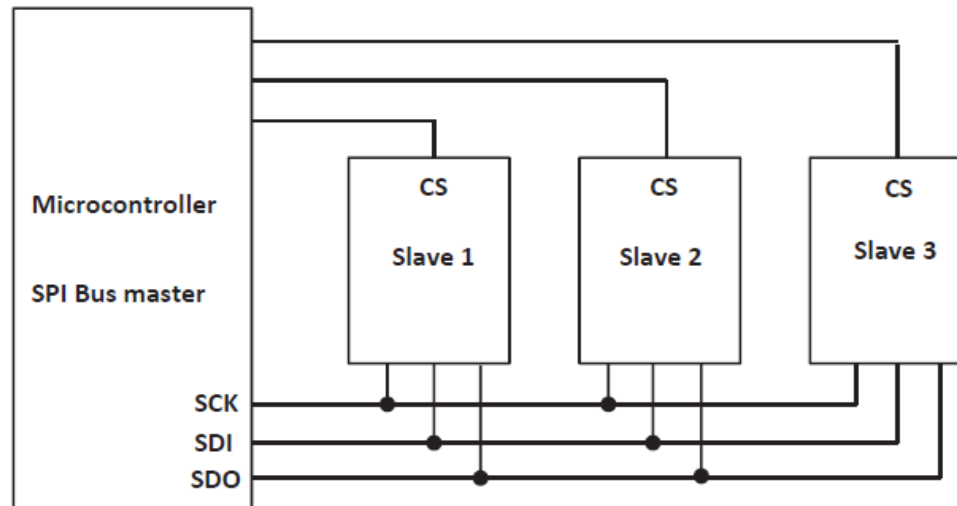 Microcontroller
SPI Bus master
SCK
SDI
SDO
CS
Slave 1
CS
Slave 2
CS
Slave 3